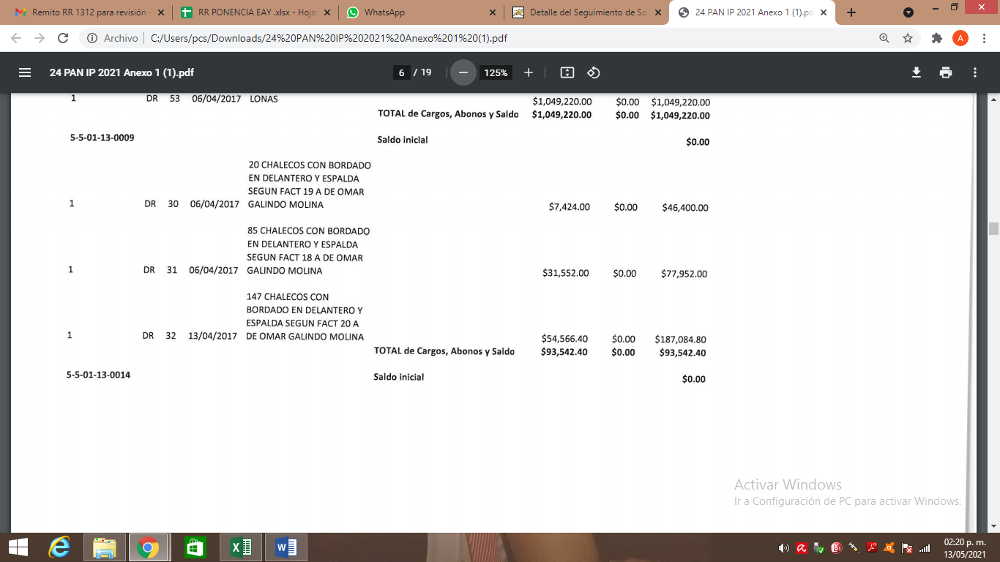 Remito RR 1312 para revisión
RR PONENCIA EAY .xlsx - Hoja
WhatsApp
Detalle del Seguimiento de So
24 PAN IP 2021 Anexo 1 (1).pd
Archivo C:/Users/pcs/Downloads/24%20PAN%20IP%202021%20Anexo%201%20(1).pdf
A
24 PAN IP 2021 Anexo 1 (1).pdf
6 / 19
125%
1 DR 53 06/04/2017 LONAS $1,049,220.00 $0.00 $1,049,220.00
TOTAL de Cargos, Abonos y Saldo $1,049,220.00 $0.00 $1,049,220.00
5-5-01-13-0009 Saldo inicial $0.00
20 CHALECOS CON BORDADO
EN DELANTERO Y ESPALDA
SEGUN FACT 19 A DE OMAR
1 DR 30 06/04/2017 GALINDO MOLINA $7,424.00 $0.00 $46,400.00
85 CHALECOS CON BORDADO
EN DELANTERO Y ESPALDA
SEGUN FACT 18 A DE OMAR
1 DR 31 06/04/2017 GALINDO MOLINA $31,552.00 $0.00 $77,952.00
147 CHALECOS CON
BORDADO EN DELANTERO Y
ESPALDA SEGUN FACT 20 A
1 DR 32 13/04/2017 DE OMAR GALINDO MOLINA $54,566.40 $0.00 $187,084.80
TOTAL de Cargos, Abonos y Saldo $93,542.40 $0.00 $93,542.40
5-5-01-13-0014 Saldo inicial $0.00
Activar Windows
Ir a Configuración de PC para activar Windows.
02:20 p. m.
13/05/2021